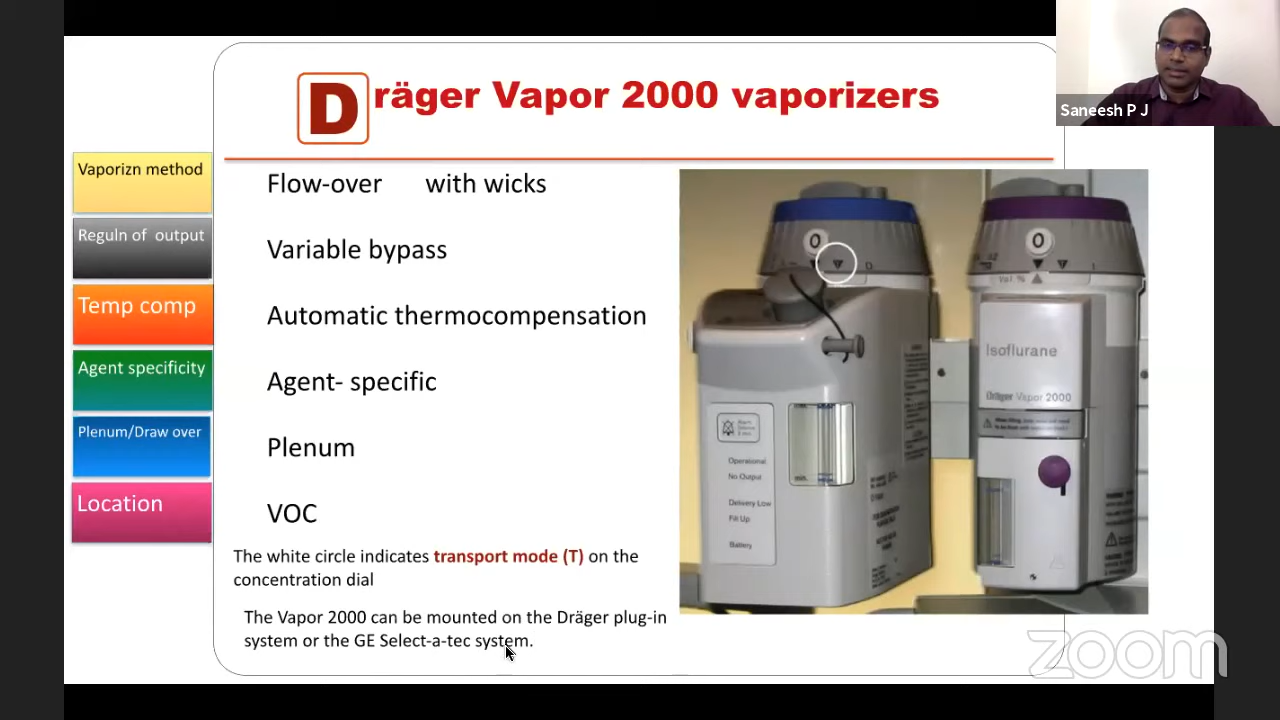 Dräger Vapor 2000 vaporizers
Saneesh P J
Vaporizn method
Flow-over with wicks
Reguln of output
Variable bypass
Temp comp
Automatic thermocompensation
Agent specificity
Agent- specific
Plenum/Draw over
Plenum
Location
VOC
The white circle indicates transport mode (T) on the
concentration dial
The Vapor 2000 can be mounted on the Dräger plug-in
system or the GE Select-a-tec system.
0
T
0
T
Vol %
Isoflurane
Dräger Vapor 2000
Operational
No Output
Delivery Low
Fill Up
Battery
min.
zoom